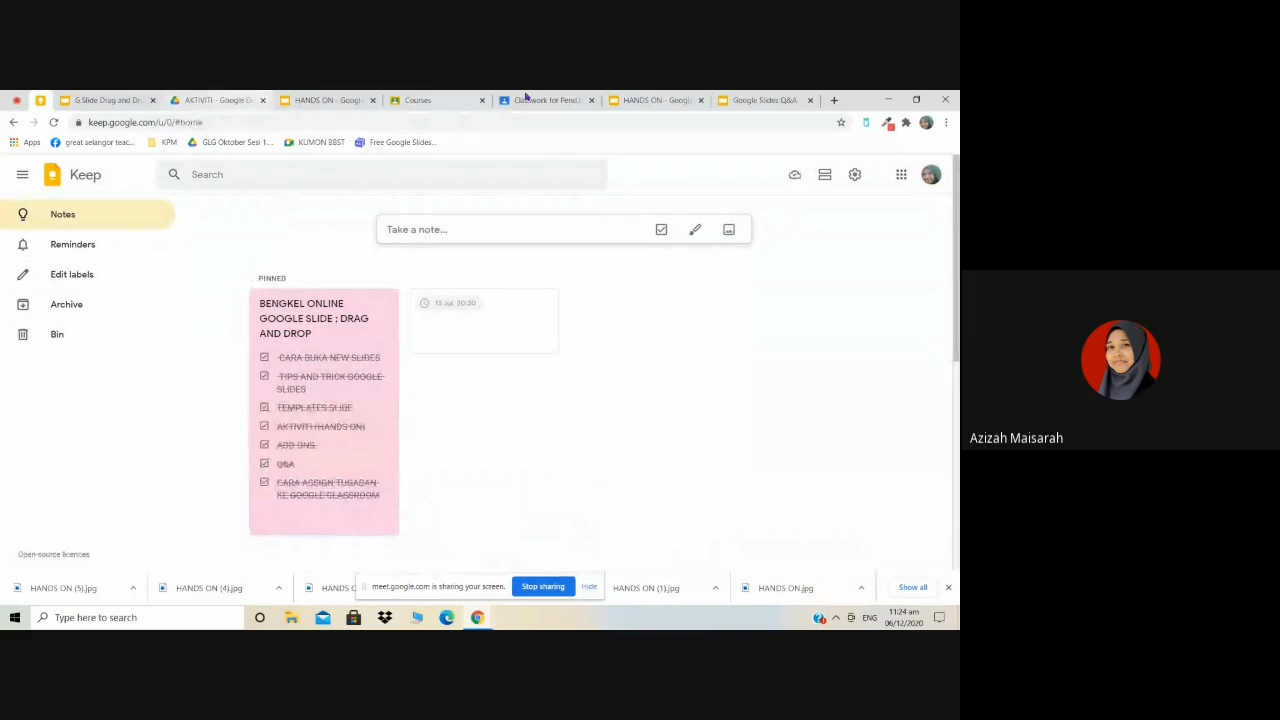 G.Slide Drag and Dr
AKTIVITI - Google D
HANDS ON - Googl
Courses
Classwork for Pend.I
HANDS ON - Googl
Google Slides Q&A
keep.google.com/u/0/#home
Apps
great selangor teac...
KPM
GLG Oktober Sesi 1...
KUMON BBST
Free Google Slides...
Keep
Search
Notes
Reminders
Edit labels
Archive
Bin
Take a note...
PINNED
BENGKEL ONLINE
GOOGLE SLIDE ; DRAG
AND DROP
CARA BUKA NEW SLIDES
TIPS AND TRICK GOOGLE
SLIDES
TEMPLATES SLIDE
AKTIVITI (HANDS ON)
ADD ONS
Q&A
CARA ASSIGN TUGASAN
KE GOOGLE CLASSROOM
13 Jul, 20:30
Azizah Maisarah
Open-source licences
HANDS ON (5).jpg
HANDS ON (4).jpg
HANDS O
meet.google.com is sharing your screen.
Stop sharing
Hide
HANDS ON (1).jpg
HANDS ON.jpg
Show all
Type here to search
ENG
11:24 am
06/12/2020